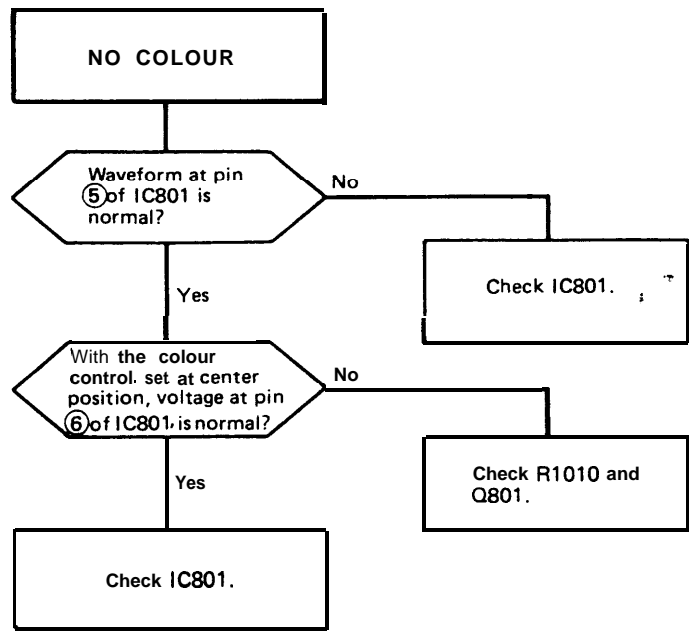 NO COLOUR
Waveform at pin
⑤ of IC801 is
normal?
No
Check IC801.
Yes
With the colour
control. set at center
position, voltage at pin
⑥ of IC801. is normal?
No
Check R1010 and
Q801.
Yes
Check IC801.